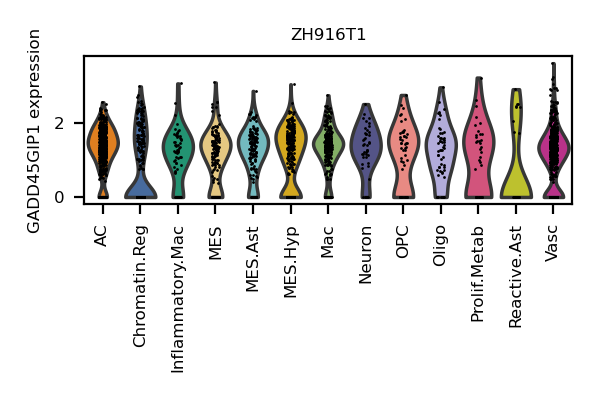 ZH916T1
GADD45GIP1 expression
2
0
AC
Chromatin.Reg
Inflammatory.Mac
MES
MES.Ast
MES.Hyp
Mac
Neuron
OPC
Oligo
Prolif.Metab
Reactive.Ast
Vasc